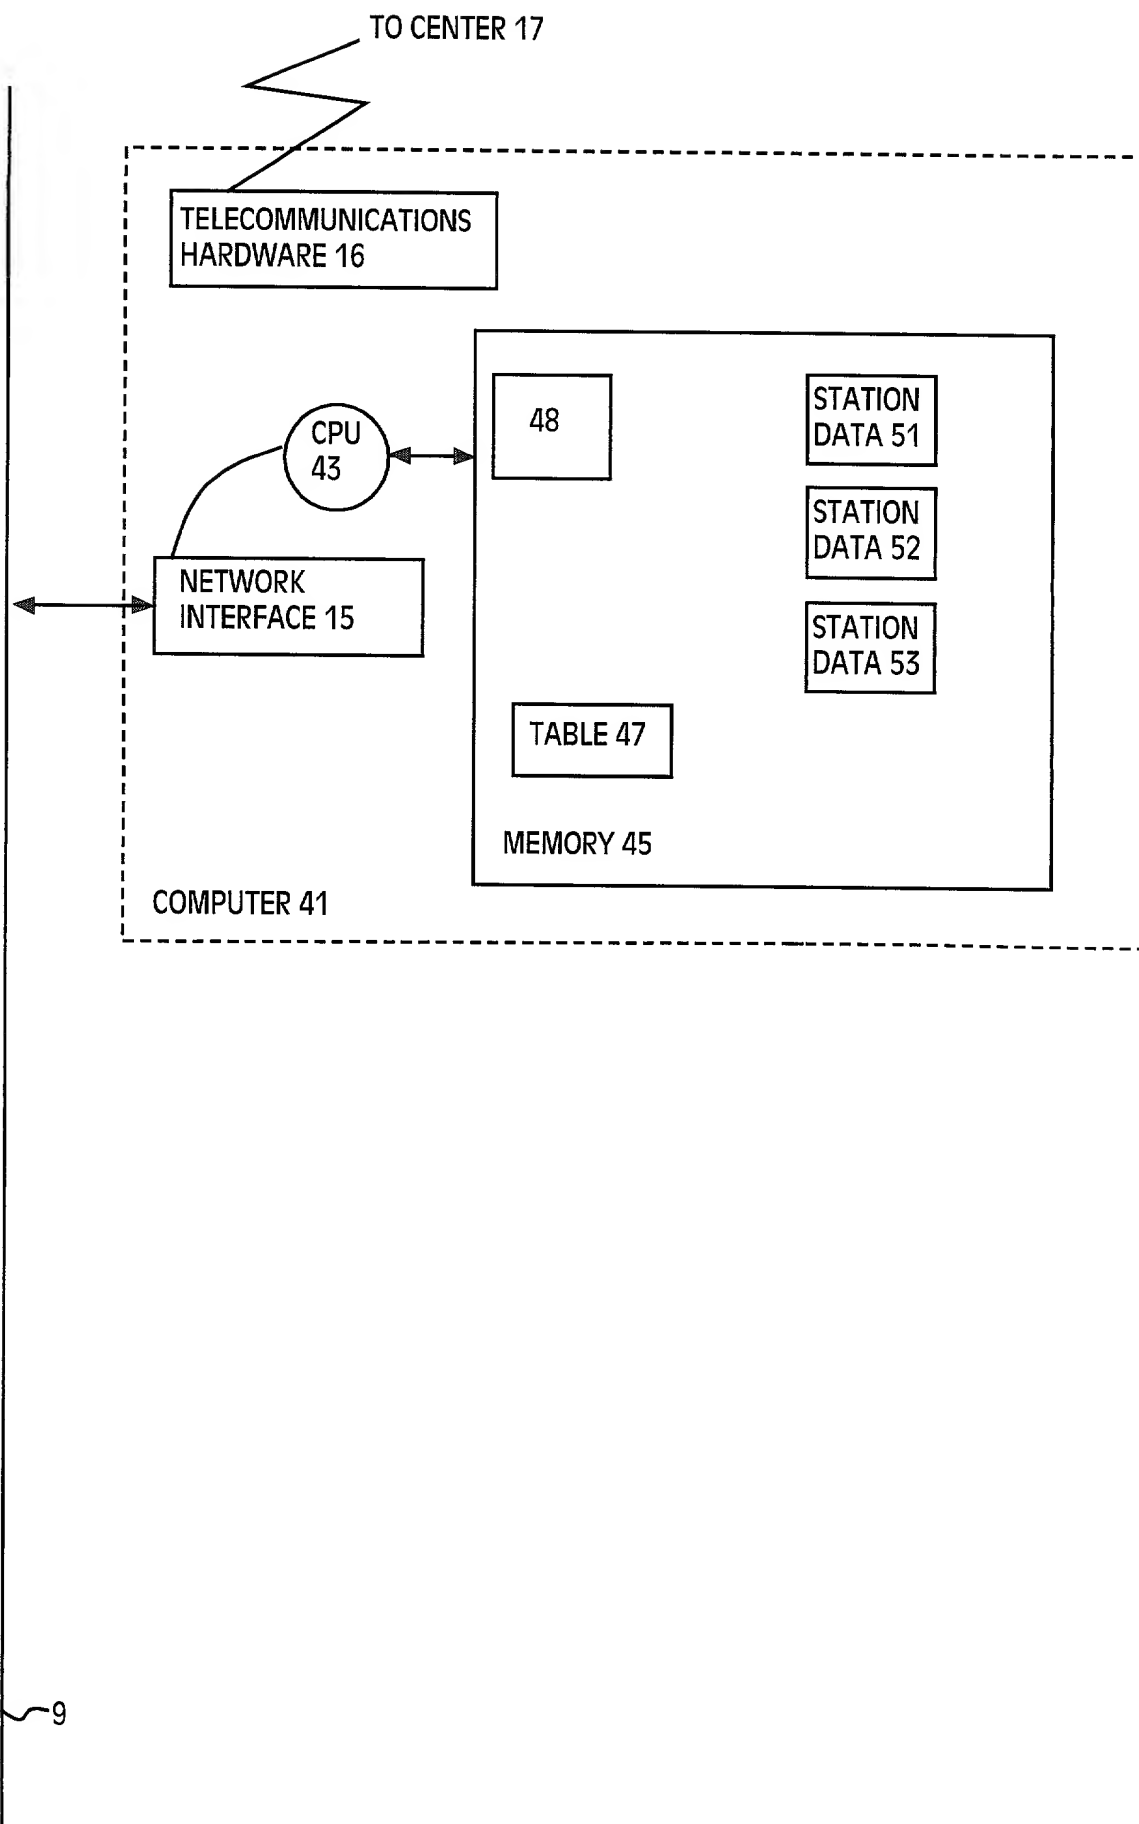 TO CENTER 17
TELECOMMUNICATIONS
HARDWARE 16
CPU
43
48
STATION
DATA 51
STATION
DATA 52
NETWORK
INTERFACE 15
STATION
DATA 53
TABLE 47
MEMORY 45
COMPUTER 41
9